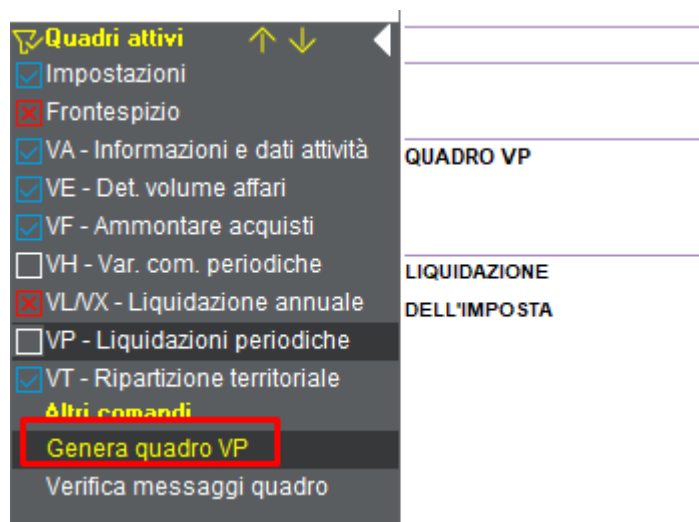 Quadri attivi
Impostazioni
Frontespizio
VA - Informazioni e dati attività
VE - Det. volume affari
VF - Ammontare acquisti
VH - Var. com. periodiche
VL/VX - Liquidazione annuale
VP - Liquidazioni periodiche
VT - Ripartizione territoriale
Altri comandi
Genera quadro VP
Verifica messaggi quadro
QUADRO VP
LIQUIDAZIONE
DELL'IMPOSTA